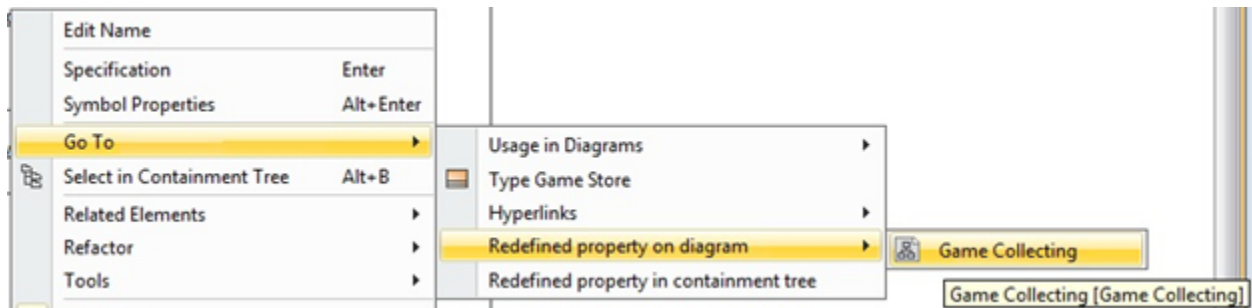 Edit Name
Specification Enter
Symbol Properties Alt+Enter
Go To
Select in Containment Tree Alt+B
Related Elements
Refactor
Tools
Usage in Diagrams
Type Game Store
Hyperlinks
Redefined property on diagram
Redefined property in containment tree
Game Collecting
Game Collecting [Game Collecting]